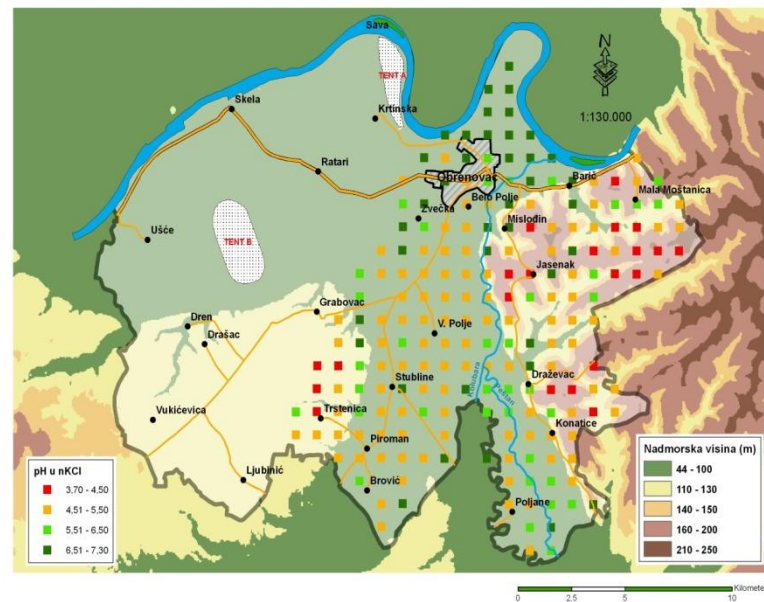 Sava
N
TENT A
Skela
Krtinska
1:130.000
Ratari
Obrenovac
Barič
Mala Moštanica
Zvečka
Belo Polje
Mislođin
Ušće
TENT B
Jasenak
Grabovac
Dren
Drašac
V. Polje
Kolubara
Peštan
Stubline
Draževac
Vukićevica
Trstenica
Konatice
Piroman
Ljubinić
Brović
Poljane
pH u nKCl
3,70 - 4,50
4,51 - 5,50
5,51 - 6,50
6,51 - 7,30
Nadmorska visina (m)
44 - 100
110 - 130
140 - 150
160 - 200
210 - 250
Kilomete
0 2,5 5 10